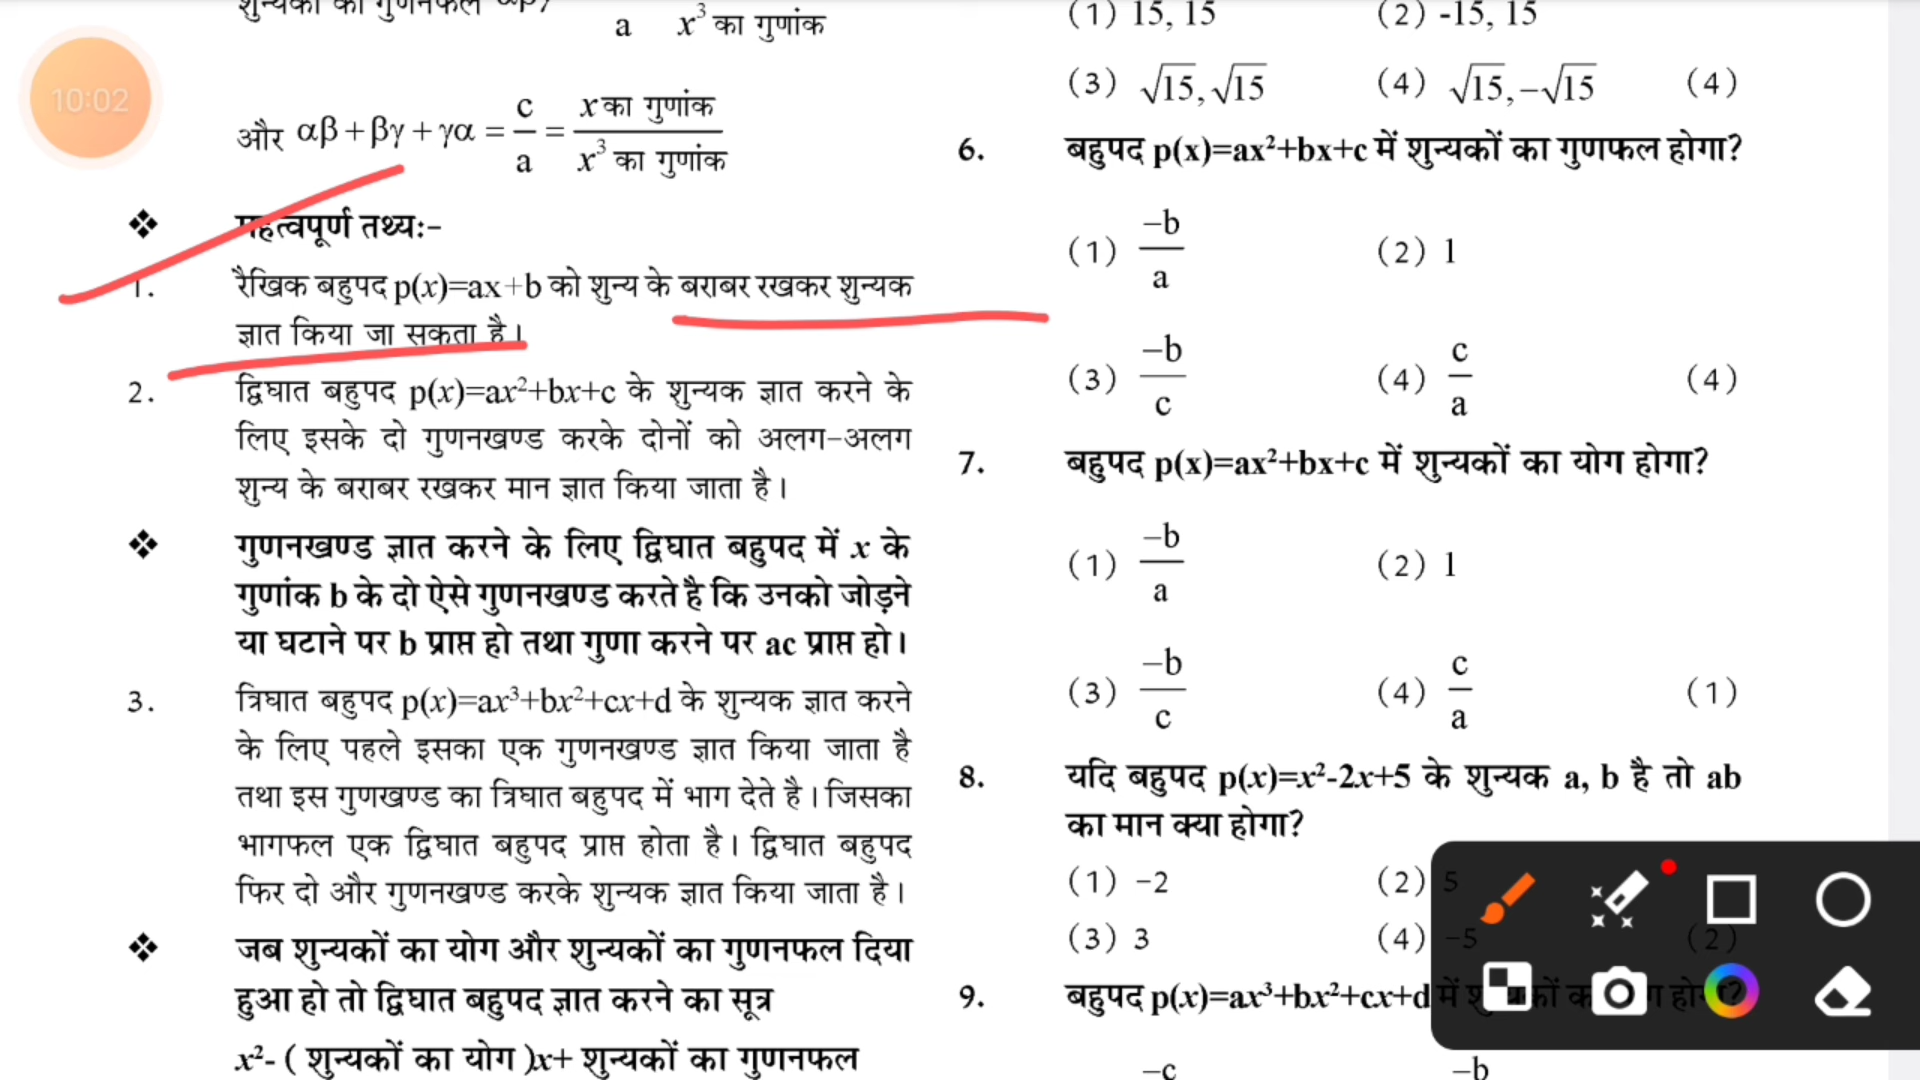 10:02
शुन्यकों का गुणनफल αβγ
a x³ का गुणांक
और αβ+βγ+γα = c/a = x का गुणांक / x³ का गुणांक
❖ महत्वपूर्ण तथ्यः-
1. रैखिक बहुपद p(x)=ax+b को शुन्य के बराबर रखकर शुन्यक
ज्ञात किया जा सकता है।
2. द्विघात बहुपद p(x)=ax²+bx+c के शुन्यक ज्ञात करने के
लिए इसके दो गुणनखण्ड करके दोनों को अलग-अलग
शुन्य के बराबर रखकर मान ज्ञात किया जाता है।
❖ गुणनखण्ड ज्ञात करने के लिए द्विघात बहुपद में x के
गुणांक b के दो ऐसे गुणनखण्ड करते है कि उनको जोड़ने
या घटाने पर b प्राप्त हो तथा गुणा करने पर ac प्राप्त हो।
3. त्रिघात बहुपद p(x)=ax³+bx²+cx+d के शुन्यक ज्ञात करने
के लिए पहले इसका एक गुणनखण्ड ज्ञात किया जाता है
तथा इस गुणखण्ड का त्रिघात बहुपद में भाग देते है। जिसका
भागफल एक द्विघात बहुपद प्राप्त होता है। द्विघात बहुपद
फिर दो और गुणनखण्ड करके शुन्यक ज्ञात किया जाता है।
❖ जब शुन्यकों का योग और शुन्यकों का गुणनफल दिया
हुआ हो तो द्विघात बहुपद ज्ञात करने का सूत्र
x²- ( शुन्यकों का योग )x+ शुन्यकों का गुणनफल
(1) 15, 15 (2) -15, 15
(3) √15,√15 (4) √15,−√15 (4)
6. बहुपद p(x)=ax²+bx+c में शुन्यकों का गुणफल होगा?
(1) −b/a (2) 1
(3) −b/c (4) c/a (4)
7. बहुपद p(x)=ax²+bx+c में शुन्यकों का योग होगा?
(1) −b/a (2) 1
(3) −b/c (4) c/a (1)
8. यदि बहुपद p(x)=x²-2x+5 के शुन्यक a, b है तो ab
का मान क्या होगा?
(1) -2 (2) 5
(3) 3 (4) -5 (2)
9. बहुपद p(x)=ax³+bx²+cx+d में
−c −b